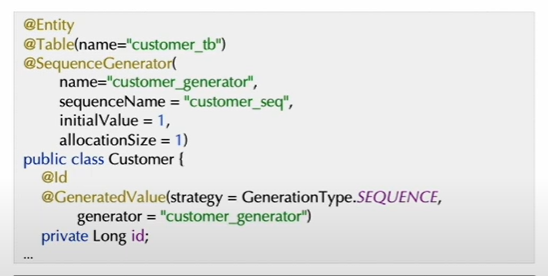 @Entity
@Table(name="customer_tb")
@SequenceGenerator(
name="customer_generator",
sequenceName = "customer_seq",
initialValue = 1,
allocationSize = 1)
public class Customer {
@Id
@GeneratedValue(strategy = GenerationType.SEQUENCE,
generator = "customer_generator")
private Long id;
...